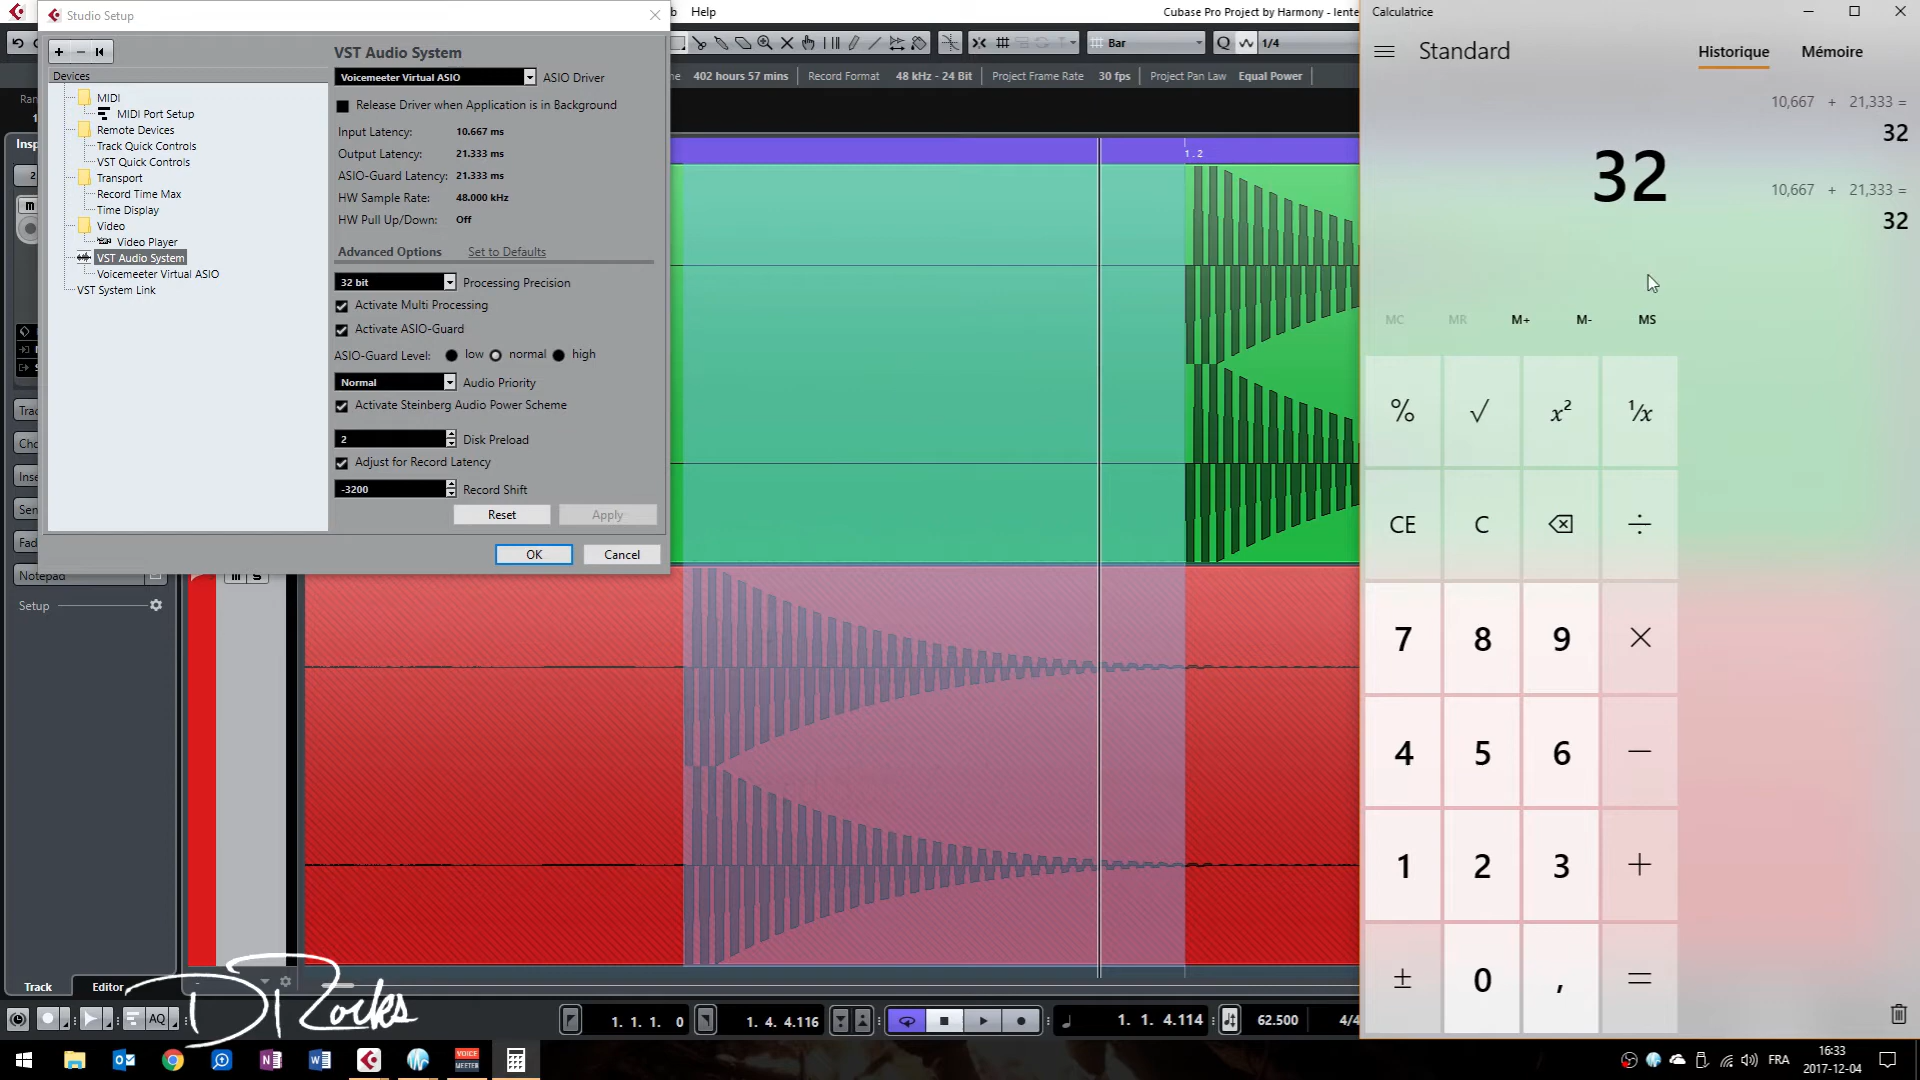 Studio Setup
Help
Cubase Pro Project by Harmony - lente
Calculatrice
VST Audio System
Devices
MIDI
MIDI Port Setup
Remote Devices
Track Quick Controls
VST Quick Controls
Transport
Record Time Max
Time Display
Video
Video Player
VST Audio System
Voicemeeter Virtual ASIO
VST System Link
Voicemeeter Virtual ASIO ASIO Driver
Release Driver when Application is in Background
Input Latency: 10.667 ms
Output Latency: 21.333 ms
ASIO-Guard Latency: 21.333 ms
HW Sample Rate: 48.000 kHz
HW Pull Up/Down: Off
Advanced Options Set to Defaults
32 bit Processing Precision
Activate Multi Processing
Activate ASIO-Guard
ASIO-Guard Level: low normal high
Normal Audio Priority
Activate Steinberg Audio Power Scheme
2 Disk Preload
Adjust for Record Latency
-3200 Record Shift
Reset Apply
OK Cancel
Bar
Q 1/4
402 hours 57 mins Record Format 48 kHz - 24 Bit Project Frame Rate 30 fps Project Pan Law Equal Power
1.2
Insp
Notepad
m s
Setup
Track Editor
DIRocks
AQ
1. 1. 1. 0
1. 4. 4.116
1. 1. 4.114
62.500
4/4
Standard
Historique Mémoire
10,667 + 21,333 =
32
10,667 + 21,333 =
32
32
MC MR M+ M- MS
% √ x² ¹/x
CE C ÷
7 8 9 ×
4 5 6 −
1 2 3 +
± 0 , =
VOICE
MEETER
FRA
16:33
2017-12-04